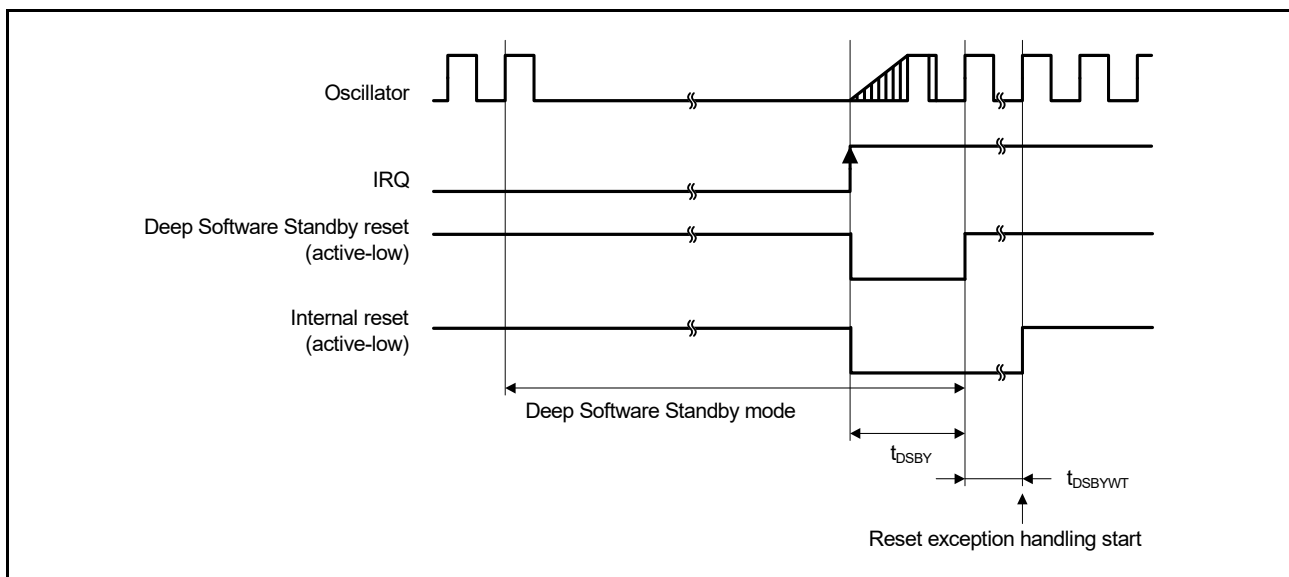 Oscillator
IRQ
Deep Software Standby reset
(active-low)
Internal reset
(active-low)
Deep Software Standby mode
tDSBY
tDSBYWT
Reset exception handling start